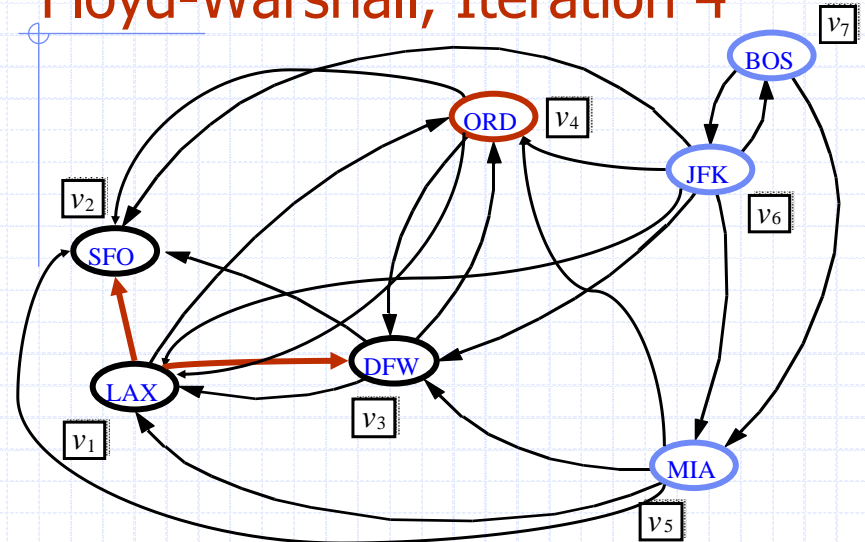 Floyd-Warshall, Iteration 4
v7
BOS
ORD
v4
JFK
v2
v6
SFO
DFW
LAX
v3
v1
MIA
v5